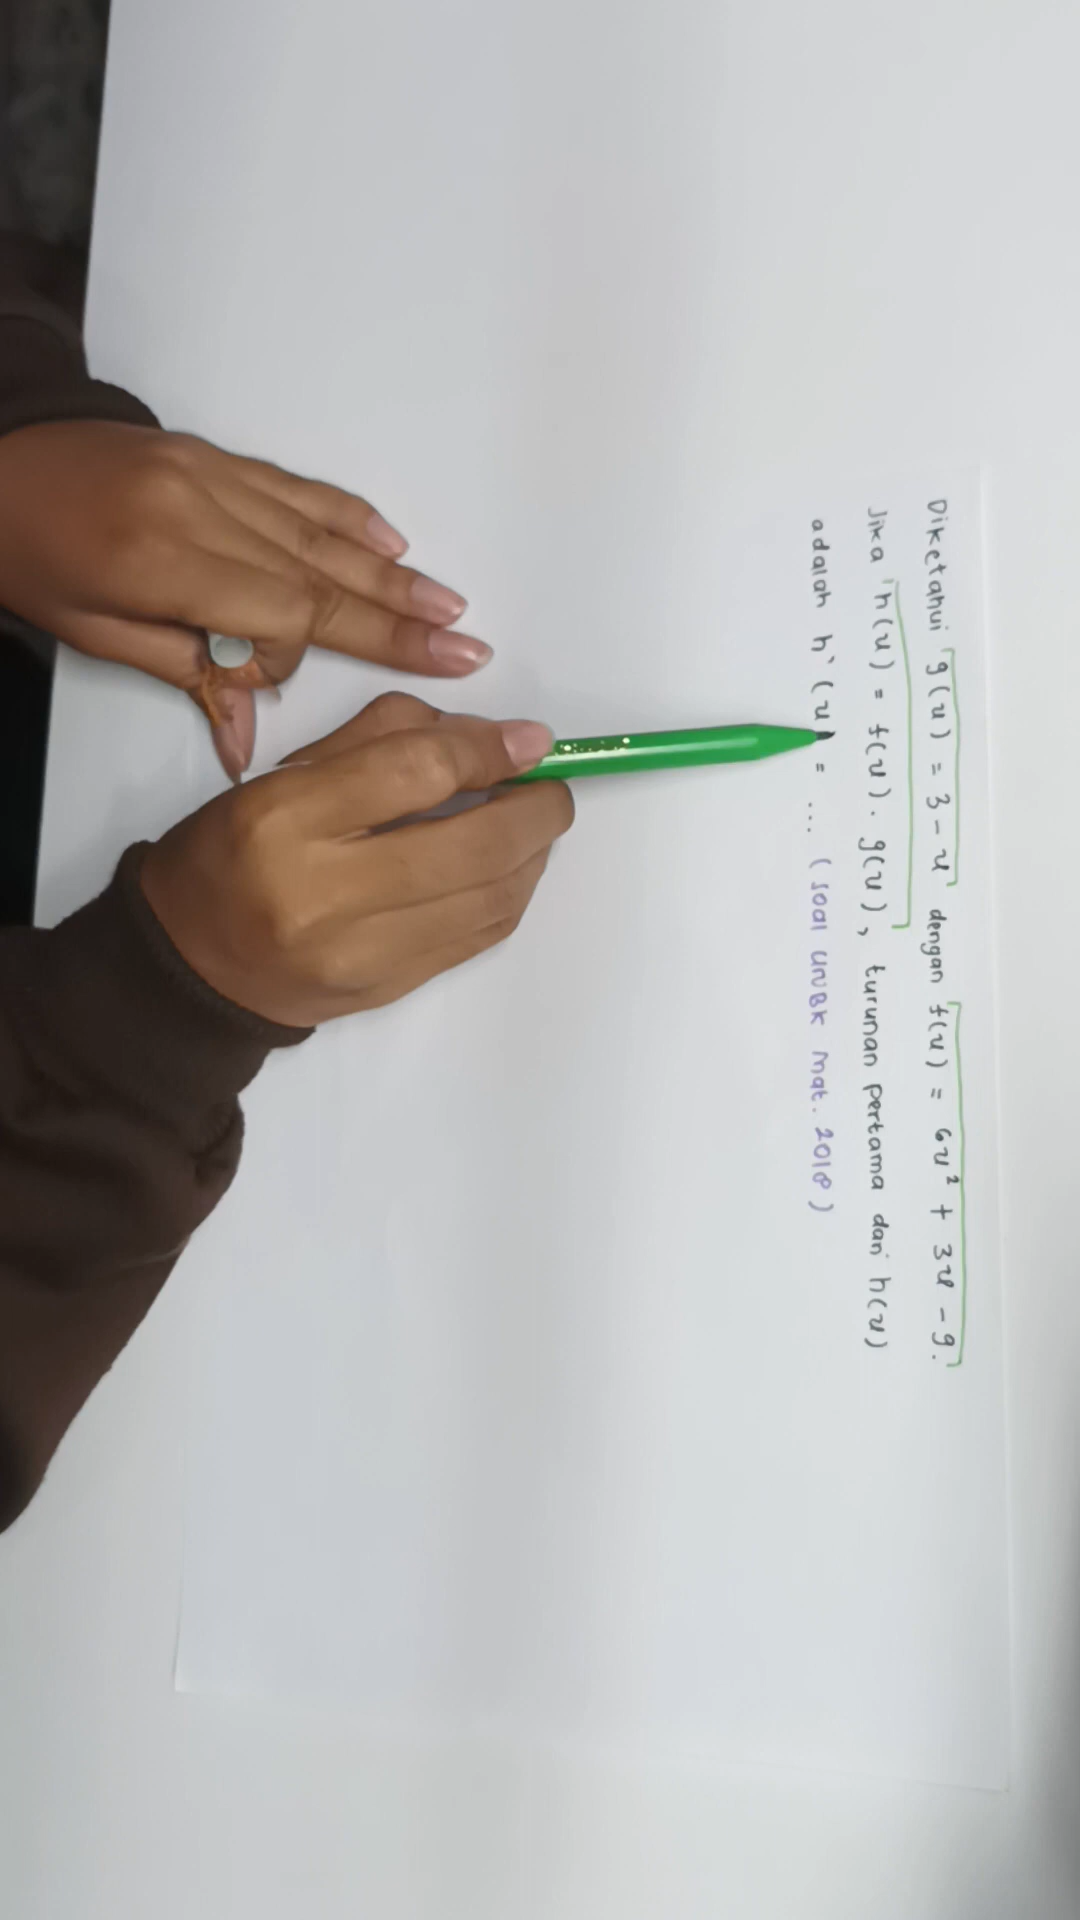 Diketahui g(u) = 3 - u dengan f(u) = 6u² + 3u - 9.
Jika h(u) = f(u). g(u), turunan pertama dari h(u)
adalah h'(u) = ... (soal UNBK mat. 2018)